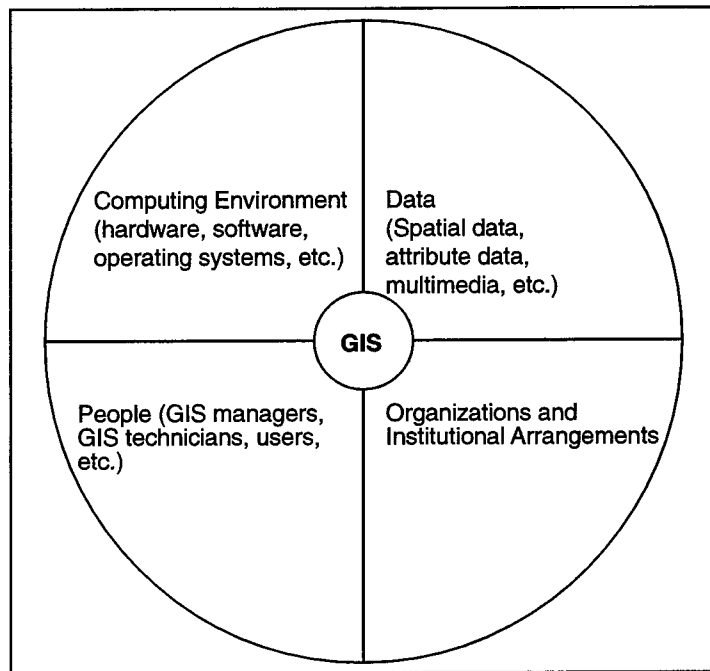 Computing Environment
(hardware, software,
operating systems, etc.)
Data
(Spatial data,
attribute data,
multimedia, etc.)
GIS
People (GIS managers,
GIS technicians, users,
etc.)
Organizations and
Institutional Arrangements